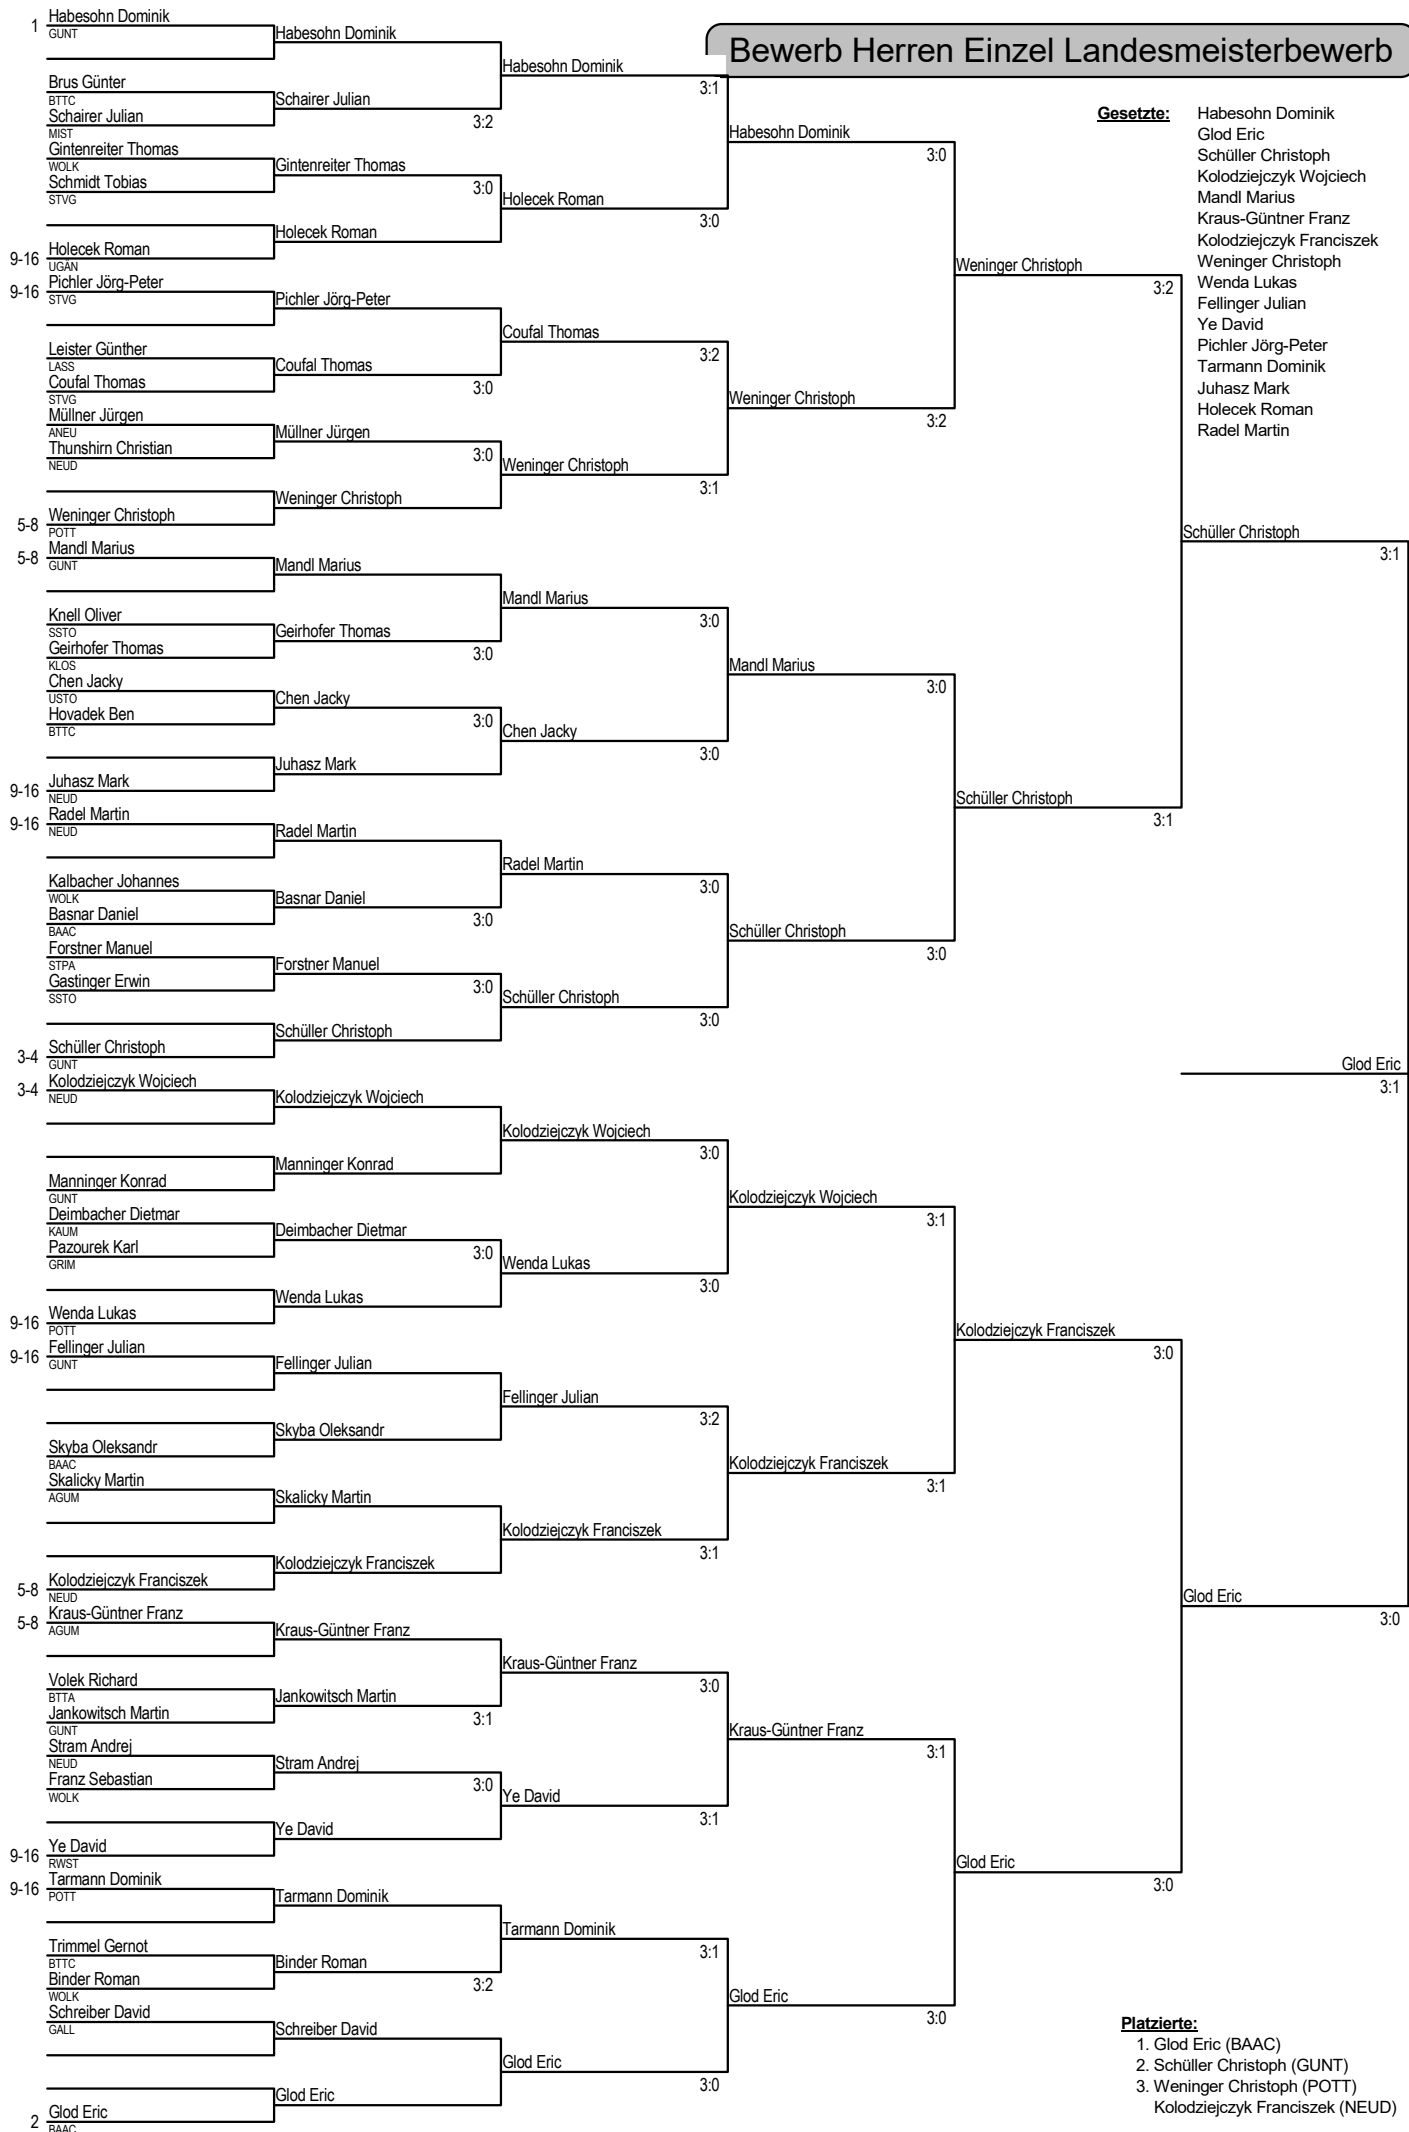 Bewerb Herren Einzel Landesmeisterbewerb
Gesetzte:
Habesohn Dominik
Glod Eric
Schüller Christoph
Kolodziejczyk Wojciech
Mandl Marius
Kraus-Güntner Franz
Kolodziejczyk Franciszek
Weninger Christoph
Wenda Lukas
Fellinger Julian
Ye David
Pichler Jörg-Peter
Tarmann Dominik
Juhasz Mark
Holecek Roman
Radel Martin
1 Habesohn Dominik
GUNT
Brus Günter
BTTC
Schairer Julian
MIST
Gintenreiter Thomas
WOLK
Schmidt Tobias
STVG
9-16 Holecek Roman
UGÄN
9-16 Pichler Jörg-Peter
STVG
Leister Günther
LASS
Coufal Thomas
STVG
Müllner Jürgen
ANEU
Thunshirn Christian
NEUD
5-8 Weninger Christoph
POTT
5-8 Mandl Marius
GUNT
Knell Oliver
SSTO
Geirhofer Thomas
KLOS
Chen Jacky
USTO
Hovadek Ben
BTTC
9-16 Juhasz Mark
NEUD
9-16 Radel Martin
NEUD
Kalbacher Johannes
WOLK
Basnar Daniel
BAAC
Forstner Manuel
STPA
Gastinger Erwin
SSTO
3-4 Schüller Christoph
GUNT
3-4 Kolodziejczyk Wojciech
NEUD
Manninger Konrad
GUNT
Deimbacher Dietmar
KAUM
Pazourek Karl
GRIM
9-16 Wenda Lukas
POTT
9-16 Fellinger Julian
GUNT
Skyba Oleksandr
BAAC
Skalicky Martin
AGUM
5-8 Kolodziejczyk Franciszek
NEUD
5-8 Kraus-Güntner Franz
AGUM
Volek Richard
BTTA
Jankowitsch Martin
GUNT
Stram Andrej
NEUD
Franz Sebastian
WOLK
9-16 Ye David
RWST
9-16 Tarmann Dominik
POTT
Trimmel Gernot
BTTC
Binder Roman
WOLK
Schreiber David
GALL
2 Glod Eric
BAAC
Habesohn Dominik
Schairer Julian
3:2
Gintenreiter Thomas
3:0
Holecek Roman
Pichler Jörg-Peter
Coufal Thomas
3:0
Müllner Jürgen
3:0
Weninger Christoph
Mandl Marius
Geirhofer Thomas
3:0
Chen Jacky
3:0
Juhasz Mark
Radel Martin
Basnar Daniel
3:0
Forstner Manuel
3:0
Schüller Christoph
Kolodziejczyk Wojciech
Manninger Konrad
Deimbacher Dietmar
3:0
Wenda Lukas
Fellinger Julian
Skyba Oleksandr
Skalicky Martin
Kolodziejczyk Franciszek
Kraus-Güntner Franz
Jankowitsch Martin
3:1
Stram Andrej
3:0
Ye David
Tarmann Dominik
Binder Roman
3:2
Schreiber David
Glod Eric
Habesohn Dominik
3:1
Holecek Roman
3:0
Coufal Thomas
3:2
Weninger Christoph
3:1
Mandl Marius
3:0
Chen Jacky
3:0
Radel Martin
3:0
Schüller Christoph
3:0
Kolodziejczyk Wojciech
3:0
Wenda Lukas
3:0
Fellinger Julian
3:2
Kolodziejczyk Franciszek
3:1
Kraus-Güntner Franz
3:0
Ye David
3:1
Tarmann Dominik
3:1
Glod Eric
3:0
Habesohn Dominik
3:0
Weninger Christoph
3:2
Mandl Marius
3:0
Schüller Christoph
3:0
Kolodziejczyk Wojciech
3:1
Kolodziejczyk Franciszek
3:1
Kraus-Güntner Franz
3:1
Glod Eric
3:0
Weninger Christoph
3:2
Schüller Christoph
3:1
Kolodziejczyk Franciszek
3:0
Glod Eric
3:0
Schüller Christoph
3:1
Glod Eric
3:0
Glod Eric
3:1
Platzierte:
1. Glod Eric (BAAC)
2. Schüller Christoph (GUNT)
3. Weninger Christoph (POTT)
Kolodziejczyk Franciszek (NEUD)